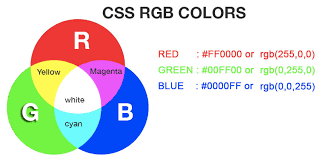 CSS RGB COLORS
R
Yellow
Magenta
white
G
B
cyan
RED : #FF0000 or rgb(255,0,0)
GREEN : #00FF00 or rgb(0,255,0)
BLUE : #0000FF or rgb(0,0,255)